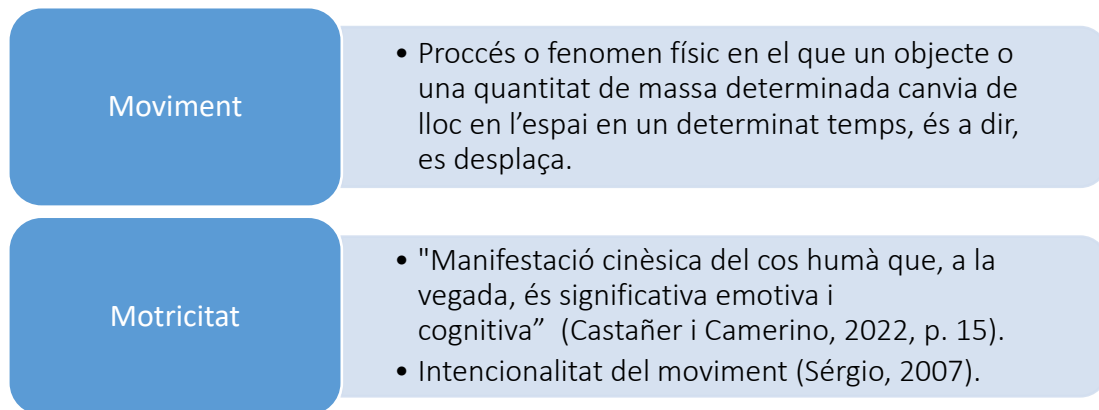 Moviment
• Proccés o fenomen físic en el que un objecte o
una quantitat de massa determinada canvia de
lloc en l’espai en un determinat temps, és a dir,
es desplaça.
Motricitat
• "Manifestació cinèsica del cos humà que, a la
vegada, és significativa emotiva i
cognitiva” (Castañer i Camerino, 2022, p. 15).
• Intencionalitat del moviment (Sérgio, 2007).